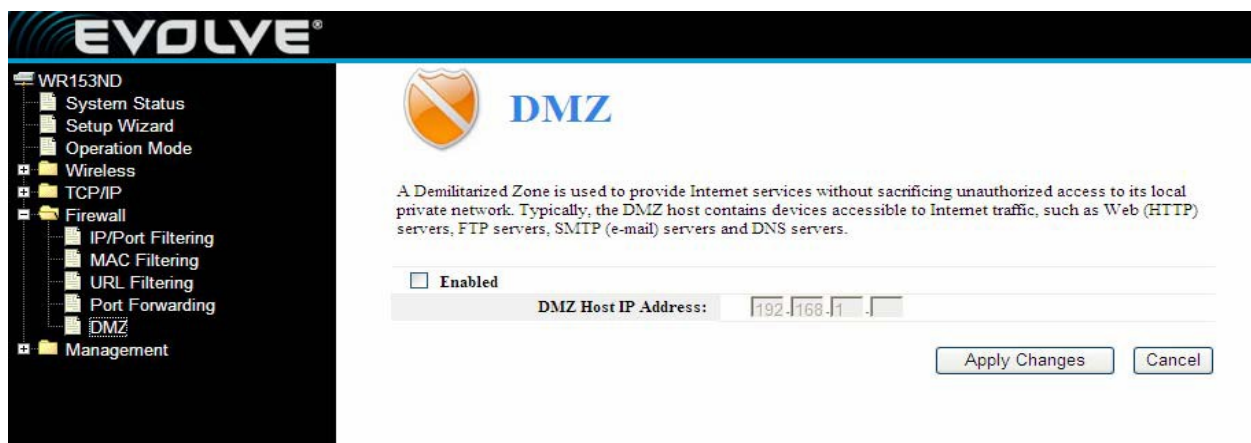 EVOLVE®
WR153ND
System Status
Setup Wizard
Operation Mode
Wireless
TCP/IP
Firewall
IP/Port Filtering
MAC Filtering
URL Filtering
Port Forwarding
DMZ
Management
DMZ
A Demilitarized Zone is used to provide Internet services without sacrificing unauthorized access to its local
private network. Typically, the DMZ host contains devices accessible to Internet traffic, such as Web (HTTP)
servers, FTP servers, SMTP (e-mail) servers and DNS servers.
Enabled
DMZ Host IP Address: 192.168.1.
Apply Changes Cancel